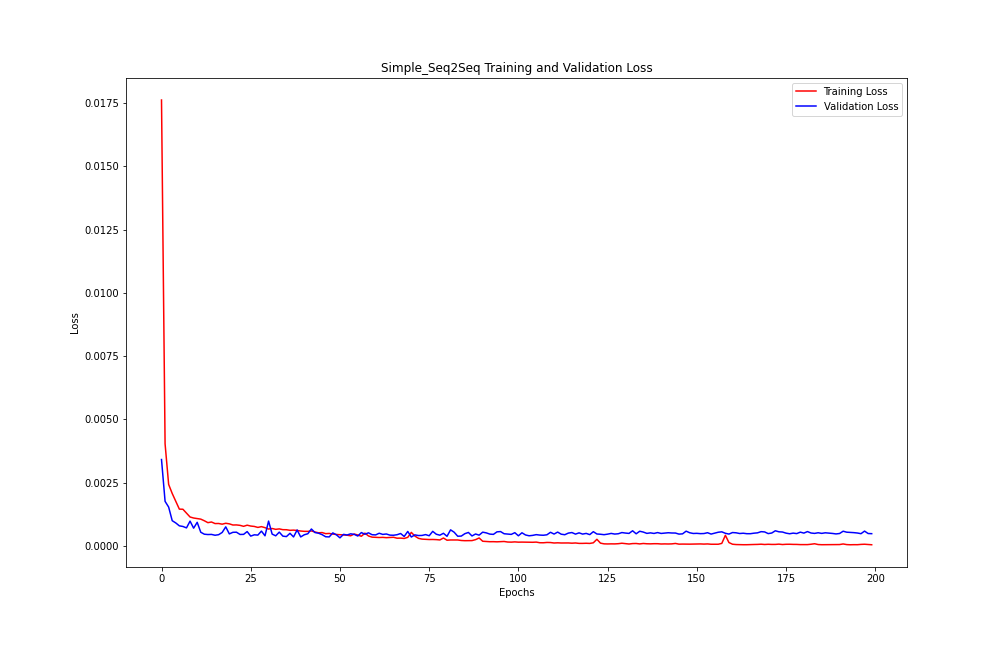 Simple_Seq2Seq Training and Validation Loss
Training Loss
Validation Loss
0.0175
0.0150
0.0125
0.0100
0.0075
0.0050
0.0025
0.0000
Loss
0 25 50 75 100 125 150 175 200
Epochs